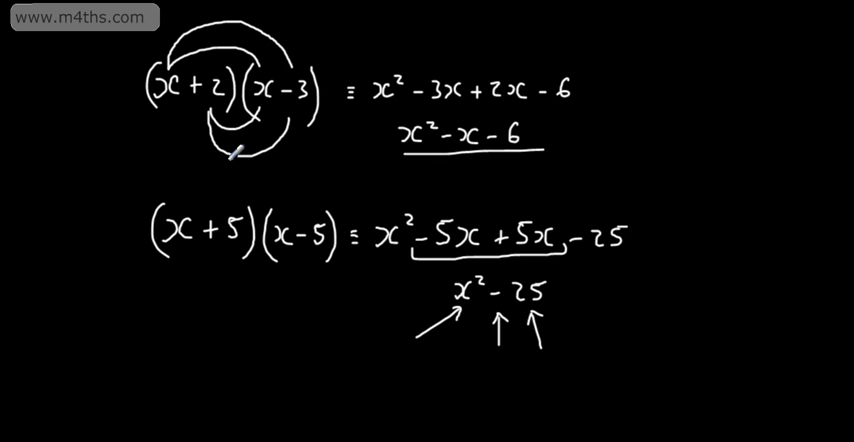 www.m4ths.com
(x + 2)(x - 3) ≡ x² - 3x + 2x - 6
x² - x - 6
(x + 5)(x - 5) ≡ x² - 5x + 5x - 25
x² - 25